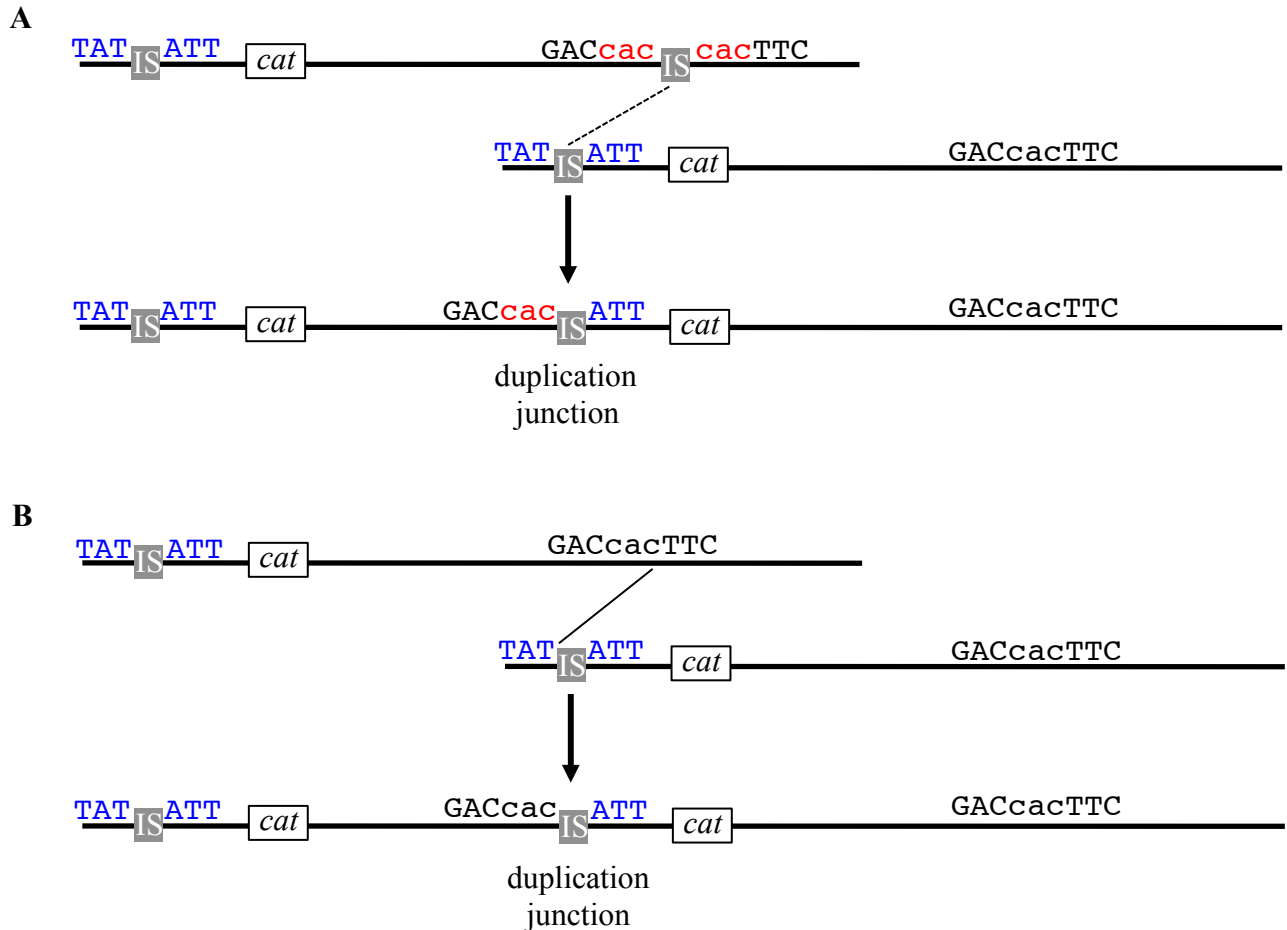 A
TAT IS ATT cat GACcac IS cacTTC
TAT IS ATT cat GACcacTTC
TAT IS ATT cat GACcac IS ATT cat GACcacTTC
duplication
junction
B
TAT IS ATT cat GACcacTTC
TAT IS ATT cat GACcacTTC
TAT IS ATT cat GACcac IS ATT cat GACcacTTC
duplication
junction